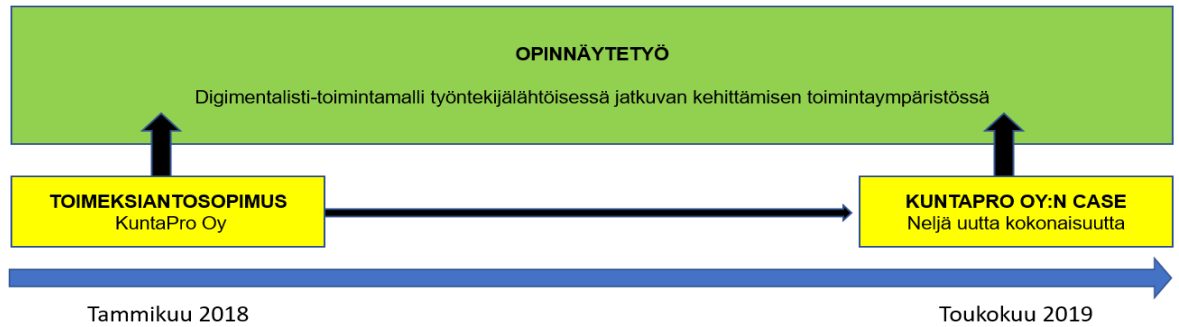 OPINNÄYTETYÖ
Digimentalisti-toimintamalli työntekijälähtöisessä jatkuvan kehittämisen toimintaympäristössä
TOIMEKSIANTOSOPIMUS
KuntaPro Oy
KUNTAPRO OY:N CASE
Neljä uutta kokonaisuutta
Tammikuu 2018
Toukokuu 2019